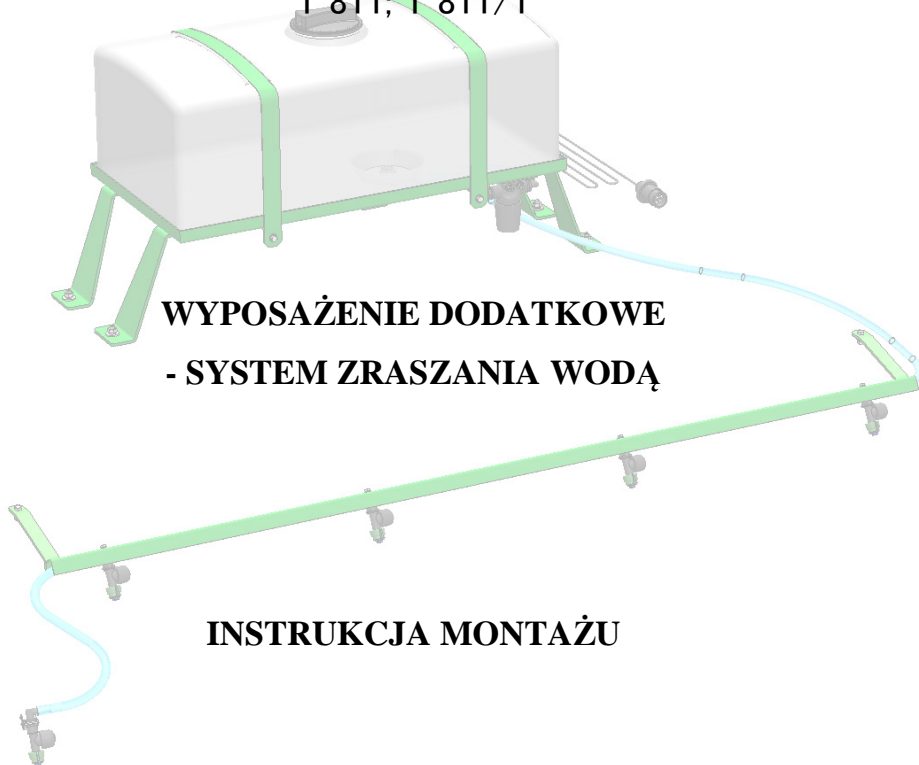 WYPOSAŻENIE DODATKOWE
- SYSTEM ZRASZANIA WODĄ
INSTRUKCJA MONTAŻU